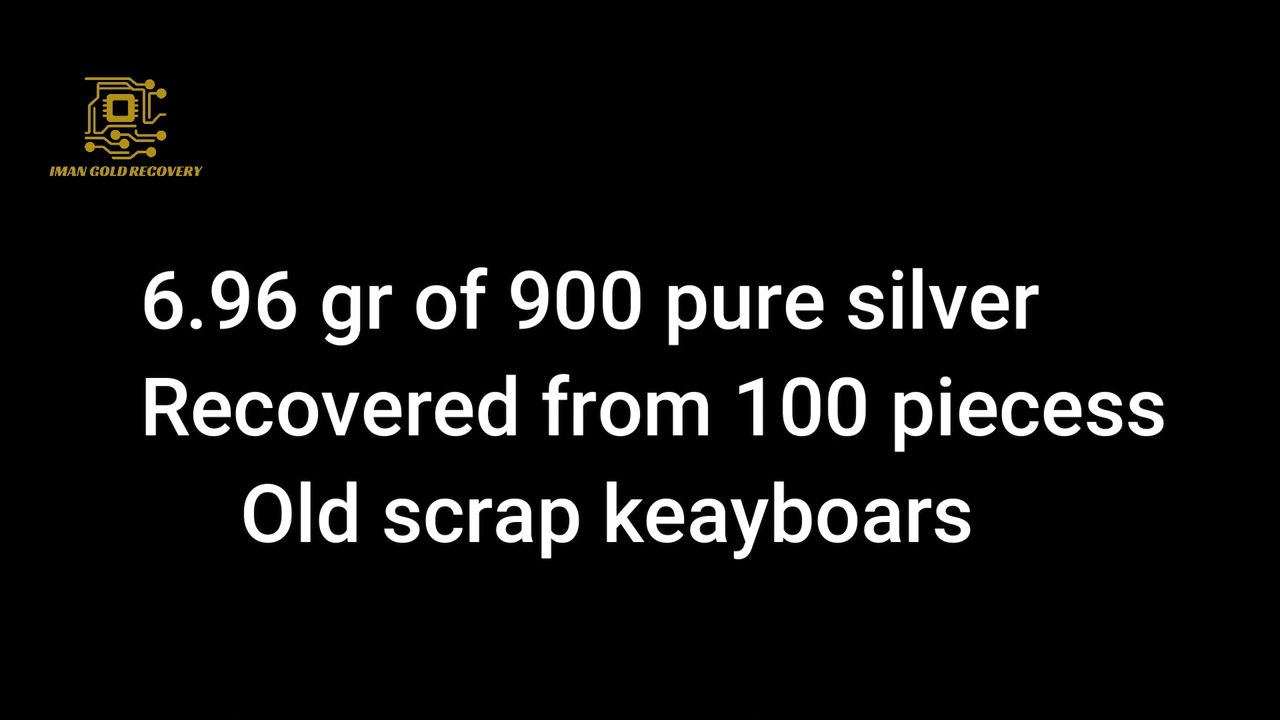 IMAN GOLD RECOVERY
6.96 gr of 900 pure silver
Recovered from 100 piecess
Old scrap keayboars